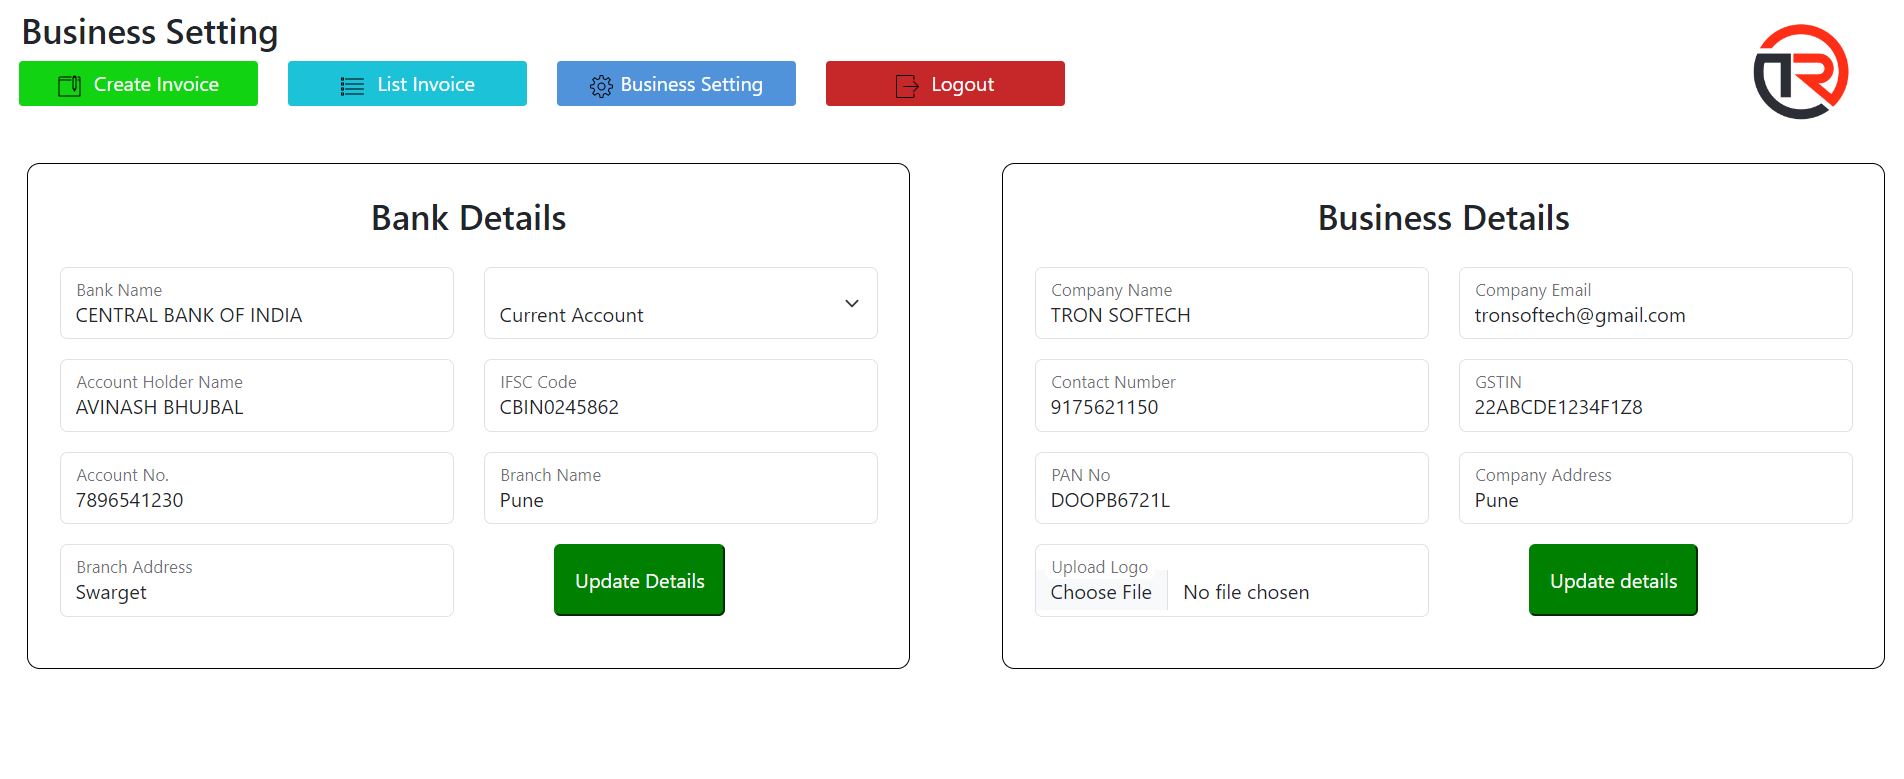 Business Setting
Create Invoice
List Invoice
Business Setting
Logout
Bank Details
Bank Name
CENTRAL BANK OF INDIA
Current Account
Account Holder Name
AVINASH BHUJBAL
IFSC Code
CBIN0245862
Account No.
7896541230
Branch Name
Pune
Branch Address
Swarget
Update Details
Business Details
Company Name
TRON SOFTECH
Company Email
tronsoftech@gmail.com
Contact Number
9175621150
GSTIN
22ABCDE1234F1Z8
PAN No
DOOPB6721L
Company Address
Pune
Upload Logo
Choose File No file chosen
Update details